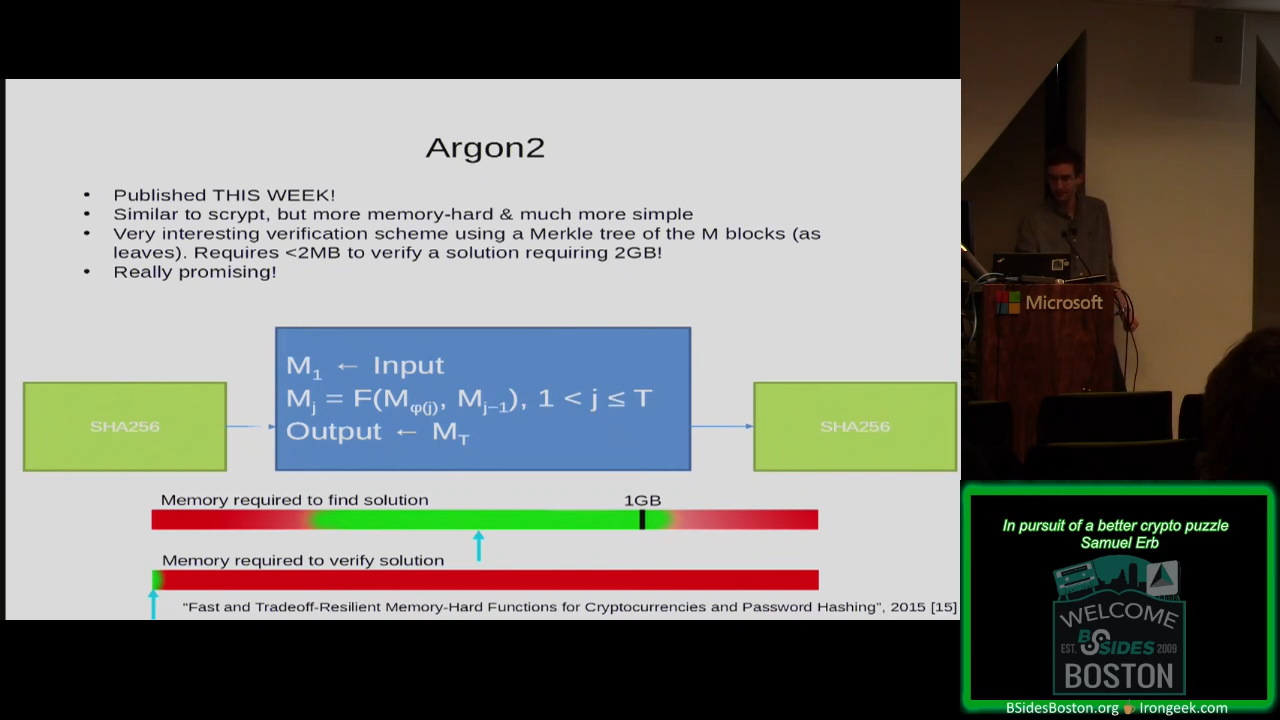 Argon2
• Published THIS WEEK!
• Similar to scrypt, but more memory-hard & much more simple
• Very interesting verification scheme using a Merkle tree of the M blocks (as
leaves). Requires <2MB to verify a solution requiring 2GB!
• Really promising!
SHA256
M₁ ← Input
Mⱼ = F(M_φ(j), Mⱼ₋₁), 1 < j ≤ T
Output ← M_T
SHA256
Memory required to find solution
1GB
Memory required to verify solution
"Fast and Tradeoff-Resilient Memory-Hard Functions for Cryptocurrencies and Password Hashing", 2015 [15]
Microsoft
In pursuit of a better crypto puzzle
Samuel Erb
WELCOME
EST. BSIDES 2009
BOSTON
BSidesBoston.org Irongeek.com